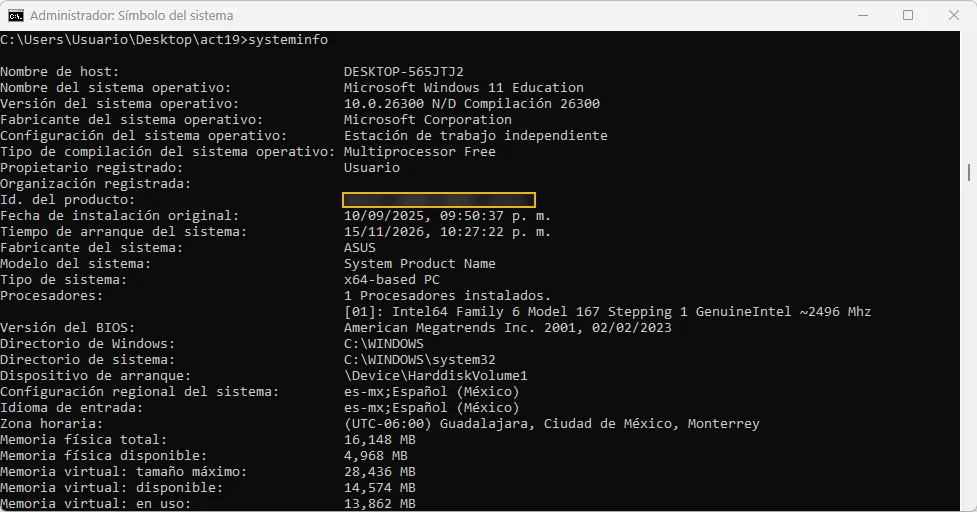 Administrador: Símbolo del sistema
C:\Users\Usuario\Desktop\act19>systeminfo
Nombre de host: DESKTOP-565JTJ2
Nombre del sistema operativo: Microsoft Windows 11 Education
Versión del sistema operativo: 10.0.26300 N/D Compilación 26300
Fabricante del sistema operativo: Microsoft Corporation
Configuración del sistema operativo: Estación de trabajo independiente
Tipo de compilación del sistema operativo: Multiprocessor Free
Propietario registrado: Usuario
Organización registrada:
Id. del producto:
Fecha de instalación original: 10/09/2025, 09:50:37 p. m.
Tiempo de arranque del sistema: 15/11/2026, 10:27:22 p. m.
Fabricante del sistema: ASUS
Modelo del sistema: System Product Name
Tipo de sistema: x64-based PC
Procesadores: 1 Procesadores instalados.
[01]: Intel64 Family 6 Model 167 Stepping 1 GenuineIntel ~2496 Mhz
Versión del BIOS: American Megatrends Inc. 2001, 02/02/2023
Directorio de Windows: C:\WINDOWS
Directorio de sistema: C:\WINDOWS\system32
Dispositivo de arranque: \Device\HarddiskVolume1
Configuración regional del sistema: es-mx;Español (México)
Idioma de entrada: es-mx;Español (México)
Zona horaria: (UTC-06:00) Guadalajara, Ciudad de México, Monterrey
Memoria física total: 16,148 MB
Memoria física disponible: 4,968 MB
Memoria virtual: tamaño máximo: 28,436 MB
Memoria virtual: disponible: 14,574 MB
Memoria virtual: en uso: 13,862 MB